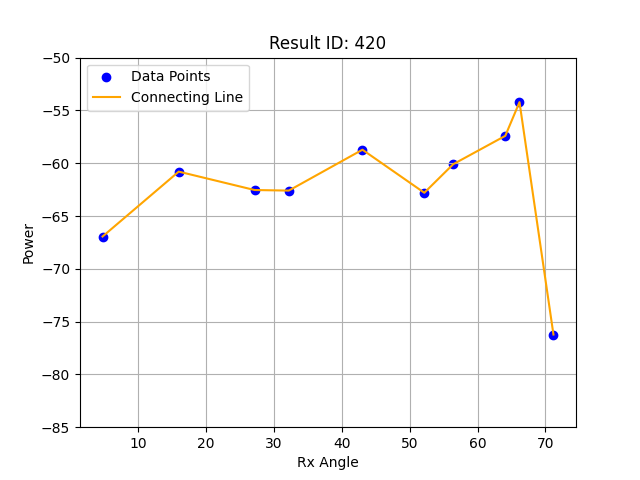 Result ID: 420
Data Points
Connecting Line
−50
−55
−60
−65
−70
−75
−80
−85
Power
10 20 30 40 50 60 70
Rx Angle